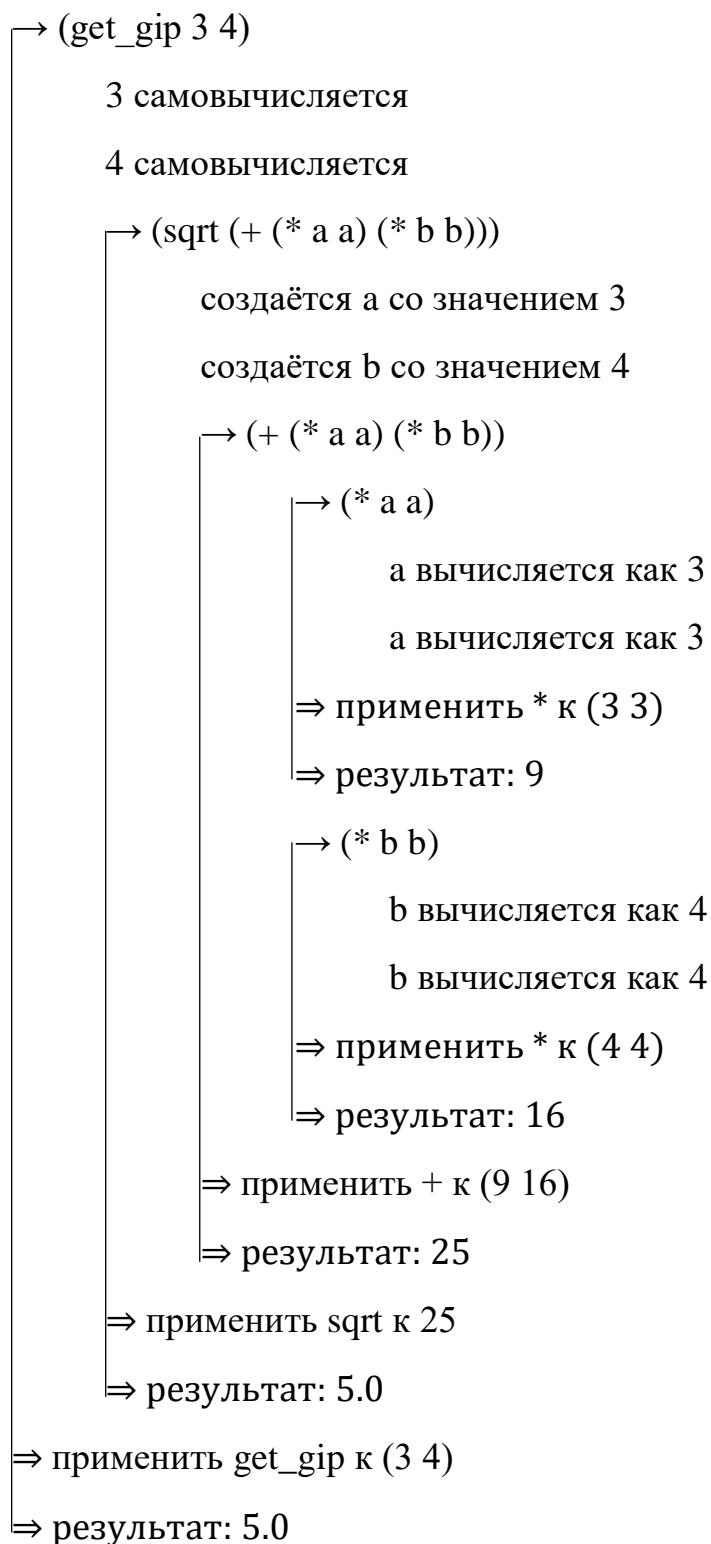 → (get_gip 3 4)
3 самовычисляется
4 самовычисляется
→ (sqrt (+ (* a a) (* b b)))
создаётся a со значением 3
создаётся b со значением 4
→ (+ (* a a) (* b b))
→ (* a a)
a вычисляется как 3
a вычисляется как 3
⇒ применить * к (3 3)
⇒ результат: 9
→ (* b b)
b вычисляется как 4
b вычисляется как 4
⇒ применить * к (4 4)
⇒ результат: 16
⇒ применить + к (9 16)
⇒ результат: 25
⇒ применить sqrt к 25
⇒ результат: 5.0
⇒ применить get_gip к (3 4)
⇒ результат: 5.0